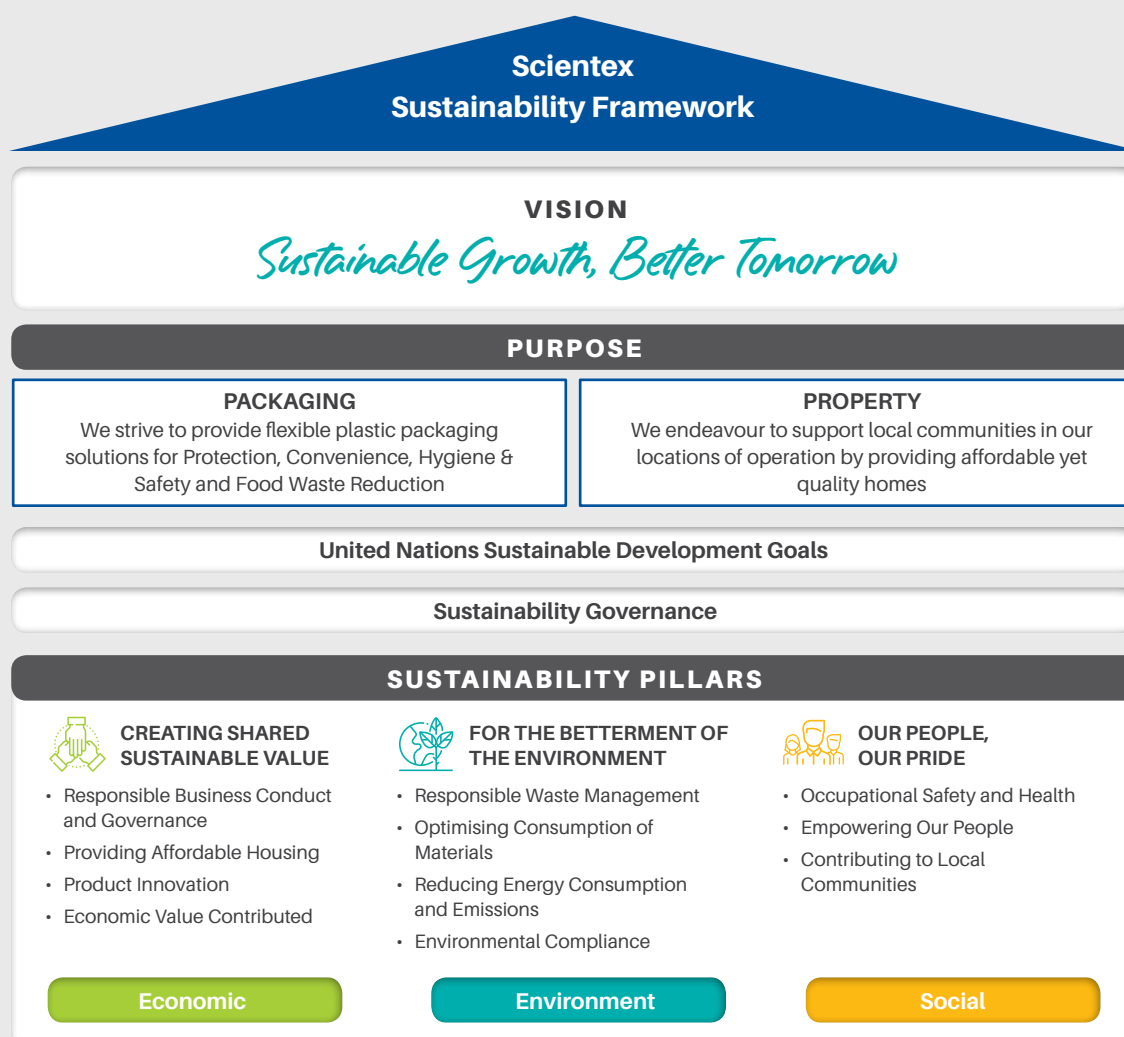 Scientex
Sustainability Framework
VISION
Sustainable Growth, Better Tomorrow
PURPOSE
PACKAGING
We strive to provide flexible plastic packaging
solutions for Protection, Convenience, Hygiene &
Safety and Food Waste Reduction
PROPERTY
We endeavour to support local communities in our
locations of operation by providing affordable yet
quality homes
United Nations Sustainable Development Goals
Sustainability Governance
SUSTAINABILITY PILLARS
CREATING SHARED
SUSTAINABLE VALUE
• Responsible Business Conduct
and Governance
• Providing Affordable Housing
• Product Innovation
• Economic Value Contributed
Economic
FOR THE BETTERMENT OF
THE ENVIRONMENT
• Responsible Waste Management
• Optimising Consumption of
Materials
• Reducing Energy Consumption
and Emissions
• Environmental Compliance
Environment
OUR PEOPLE,
OUR PRIDE
• Occupational Safety and Health
• Empowering Our People
• Contributing to Local
Communities
Social